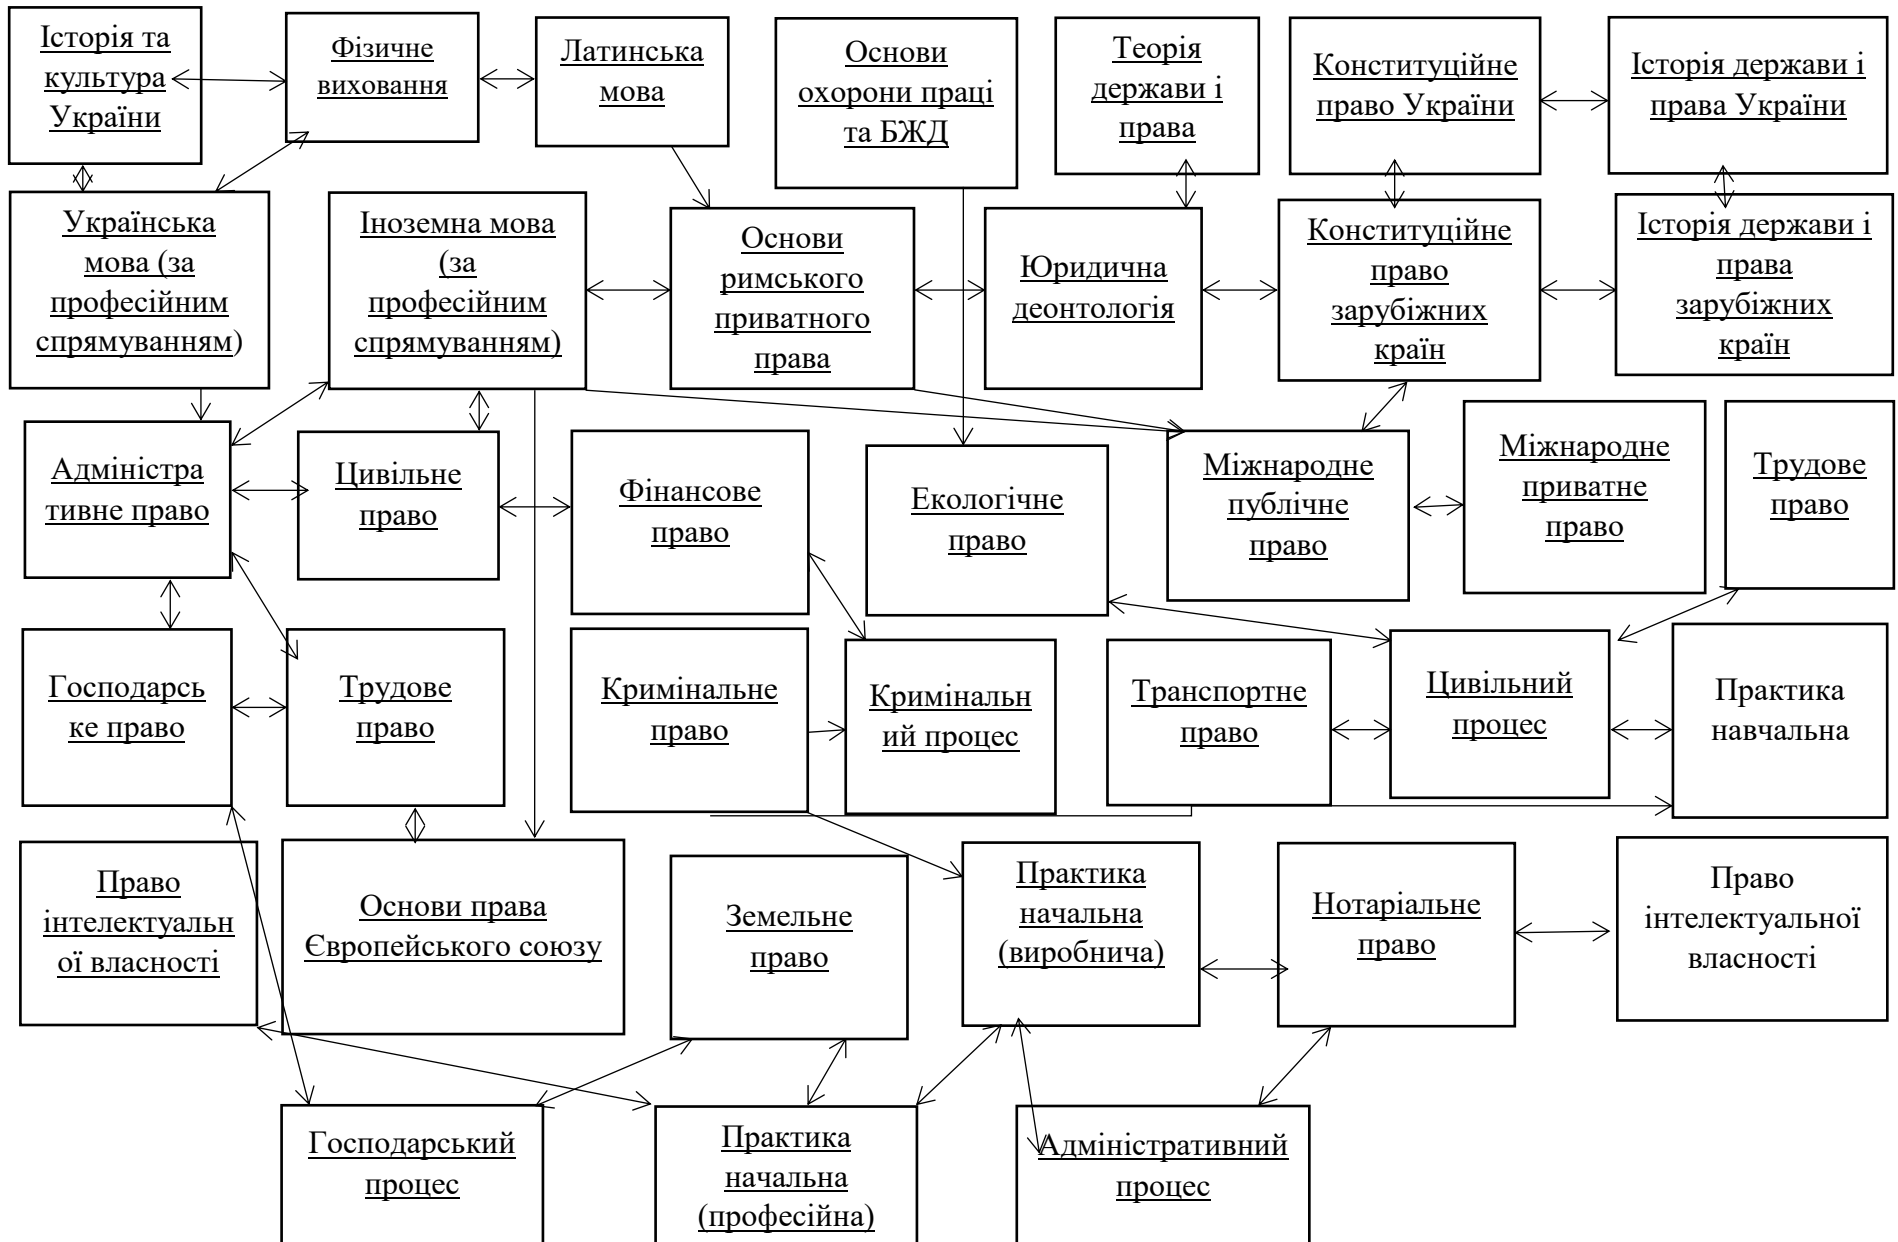 Історія та
культура
України
Фізичне
виховання
Латинська
мова
Основи
охорони праці
та БЖД
Теорія
держави і
права
Конституційне
право України
Історія держави і
права України
Українська
мова (за
професійним
спрямуванням)
Іноземна мова
(за
професійним
спрямуванням)
Основи
римського
приватного
права
Юридична
деонтологія
Конституційне
право
зарубіжних
країн
Історія держави і
права
зарубіжних
країн
Адміністра
тивне право
Цивільне
право
Фінансове
право
Екологічне
право
Міжнародне
публічне
право
Міжнародне
приватне
право
Трудове
право
Господарсь
ке право
Трудове
право
Кримінальне
право
Кримінальн
ий процес
Транспортне
право
Цивільний
процес
Практика
навчальна
Право
інтелектуальн
ої власності
Основи права
Європейського союзу
Земельне
право
Практика
начальна
(виробнича)
Нотаріальне
право
Право
інтелектуальної
власності
Господарський
процес
Практика
начальна
(професійна)
Адміністративний
процес